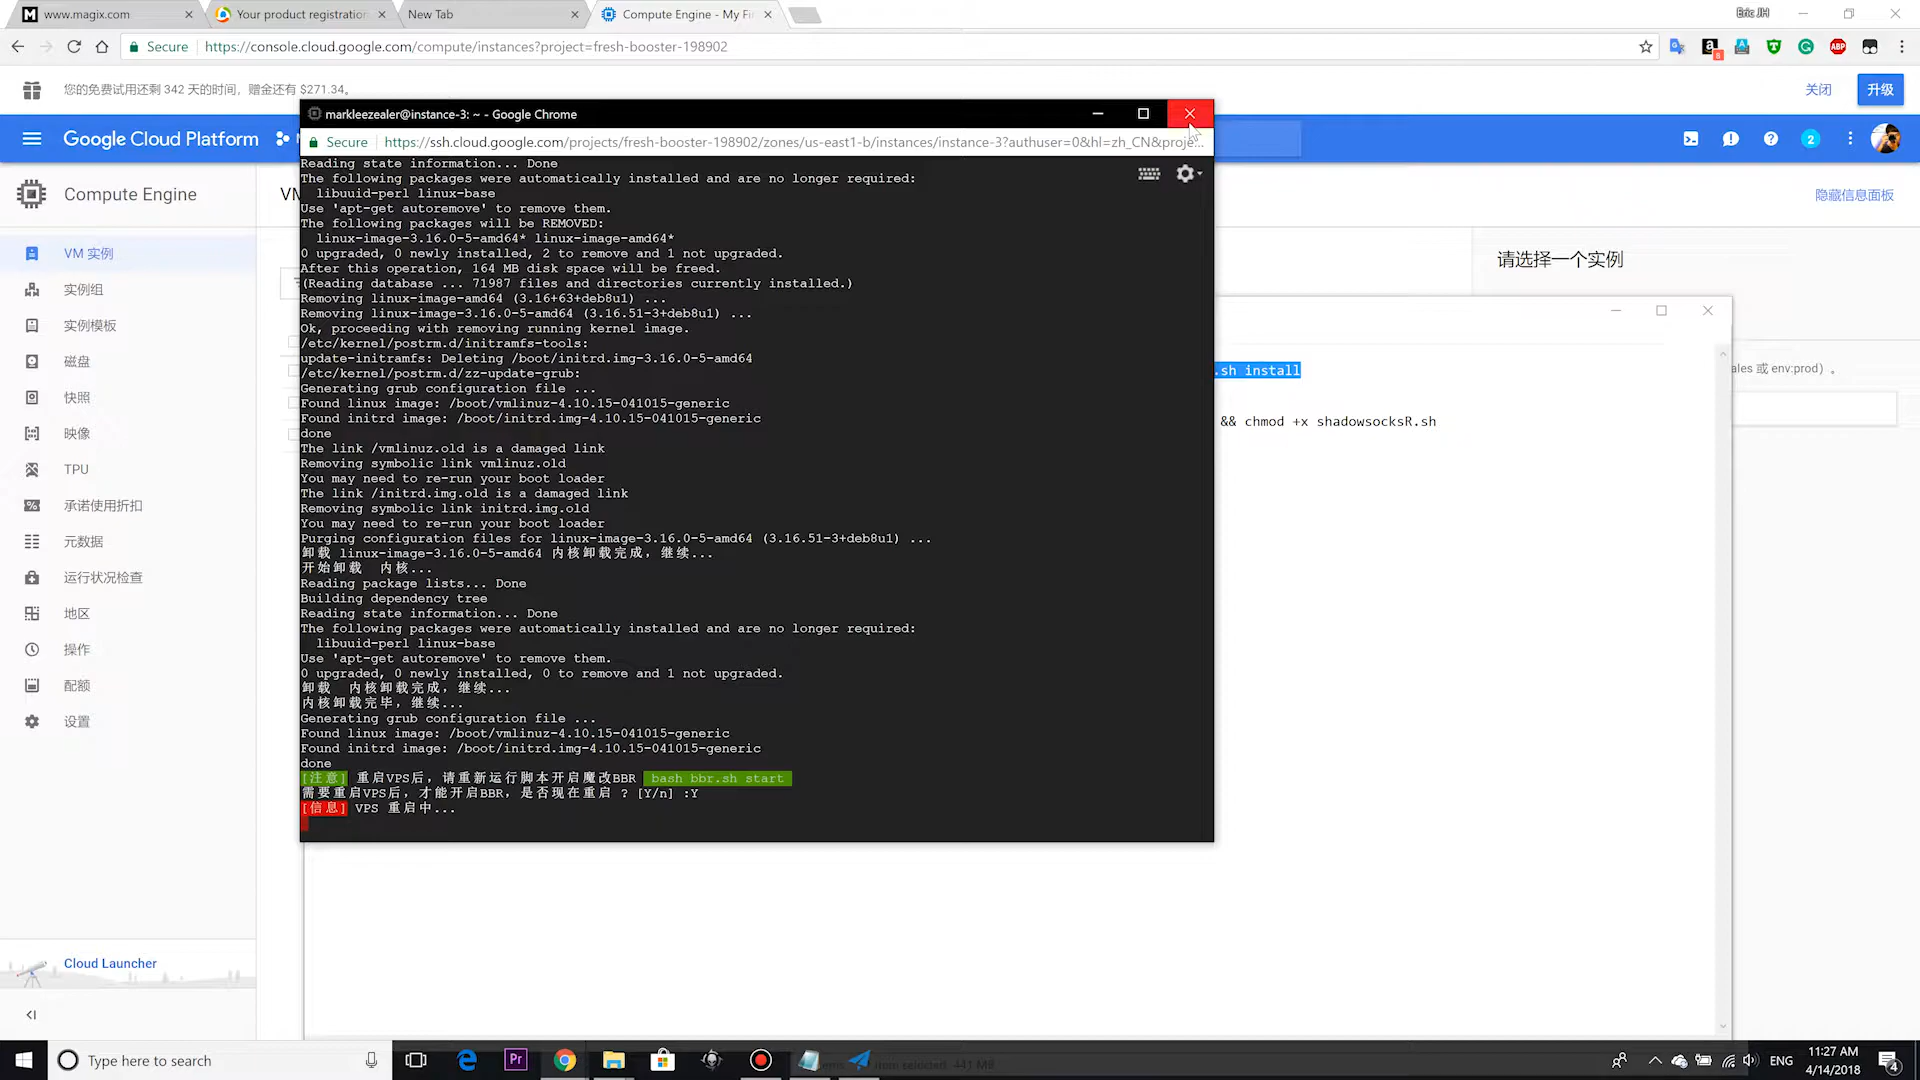 www.magix.com
Your product registration
New Tab
Compute Engine - My Fi
Eric JH
Secure
https://console.cloud.google.com/compute/instances?project=fresh-booster-198902
您的免费试用还剩 342 天的时间，赠金还有 $271.34。
关闭
升级
Google Cloud Platform
2
Compute Engine
VM
隐藏信息面板
VM 实例
实例组
实例模板
磁盘
快照
映像
TPU
承诺使用折扣
元数据
运行状况检查
地区
操作
配额
设置
Cloud Launcher
请选择一个实例
ales 或 env:prod）。
.sh install
&& chmod +x shadowsocksR.sh
markleezealer@instance-3: ~ - Google Chrome
Secure
https://ssh.cloud.google.com/projects/fresh-booster-198902/zones/us-east1-b/instances/instance-3?authuser=0&hl=zh_CN&proje...
Reading state information... Done
The following packages were automatically installed and are no longer required:
libuuid-perl linux-base
Use 'apt-get autoremove' to remove them.
The following packages will be REMOVED:
linux-image-3.16.0-5-amd64* linux-image-amd64*
0 upgraded, 0 newly installed, 2 to remove and 1 not upgraded.
After this operation, 164 MB disk space will be freed.
(Reading database ... 71987 files and directories currently installed.)
Removing linux-image-amd64 (3.16+63+deb8u1) ...
Removing linux-image-3.16.0-5-amd64 (3.16.51-3+deb8u1) ...
Ok, proceeding with removing running kernel image.
/etc/kernel/postrm.d/initramfs-tools:
update-initramfs: Deleting /boot/initrd.img-3.16.0-5-amd64
/etc/kernel/postrm.d/zz-update-grub:
Generating grub configuration file ...
Found linux image: /boot/vmlinuz-4.10.15-041015-generic
Found initrd image: /boot/initrd.img-4.10.15-041015-generic
done
The link /vmlinuz.old is a damaged link
Removing symbolic link vmlinuz.old
You may need to re-run your boot loader
The link /initrd.img.old is a damaged link
Removing symbolic link initrd.img.old
You may need to re-run your boot loader
Purging configuration files for linux-image-3.16.0-5-amd64 (3.16.51-3+deb8u1) ...
卸载 linux-image-3.16.0-5-amd64 内核卸载完成，继续...
开始卸载  内核...
Reading package lists... Done
Building dependency tree
Reading state information... Done
The following packages were automatically installed and are no longer required:
libuuid-perl linux-base
Use 'apt-get autoremove' to remove them.
0 upgraded, 0 newly installed, 0 to remove and 1 not upgraded.
卸载  内核卸载完成，继续...
内核卸载完毕，继续...
Generating grub configuration file ...
Found linux image: /boot/vmlinuz-4.10.15-041015-generic
Found initrd image: /boot/initrd.img-4.10.15-041015-generic
done
[注意] 重启VPS后，请重新运行脚本开启魔改BBR bash bbr.sh start
需要重启VPS后，才能开启BBR，是否现在重启 ? [Y/n] :Y
[信息] VPS 重启中...
Type here to search
Pr
ENG
11:27 AM
4/14/2018
4